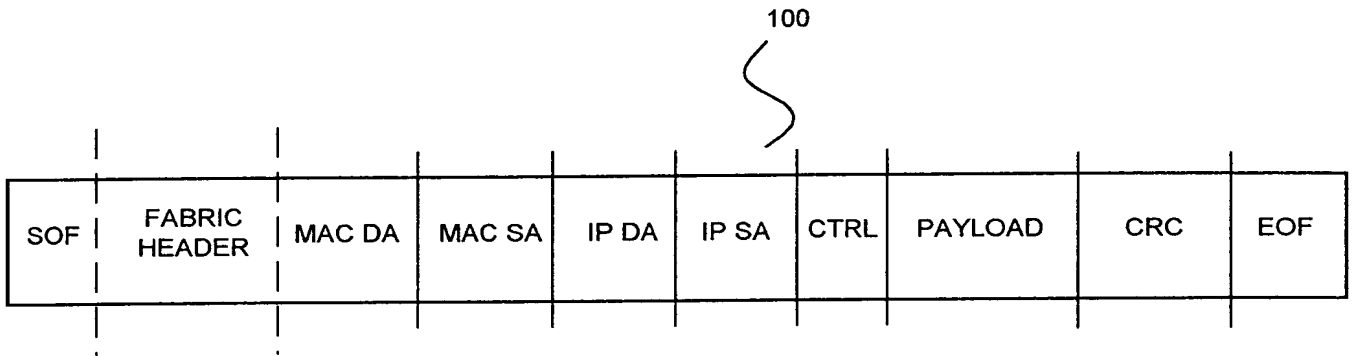 100
SOF FABRIC HEADER MAC DA MAC SA IP DA IP SA CTRL PAYLOAD CRC EOF